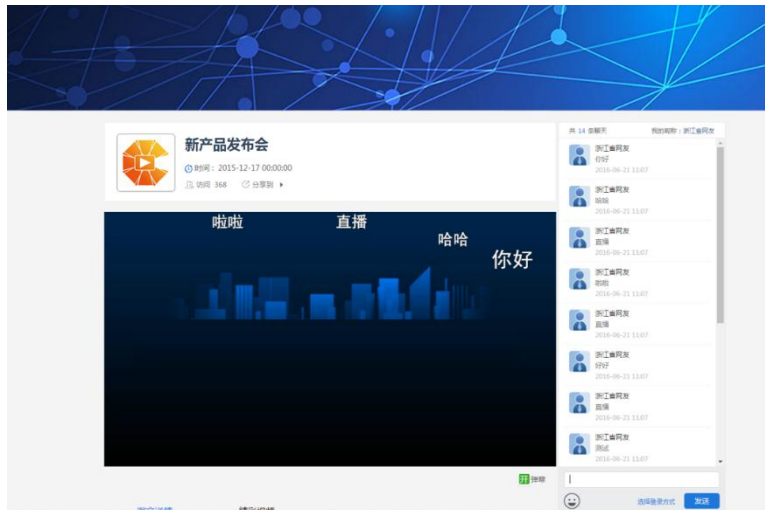 新产品发布会
时间：2015-12-17 00:00:00
访问 368 分享到
啦啦
直播
哈哈
你好
开 弹幕
共 14 条聊天 我的昵称：浙江省网友
浙江省网友
你好
2016-06-21 11:07
浙江省网友
哈哈
2016-06-21 11:07
浙江省网友
直播
2016-06-21 11:07
浙江省网友
啦啦
2016-06-21 11:07
浙江省网友
直播
2016-06-21 11:07
浙江省网友
好好
2016-06-21 11:07
浙江省网友
直播
2016-06-21 11:07
浙江省网友
测试
2016-06-21 11:07
选择登录方式 发送